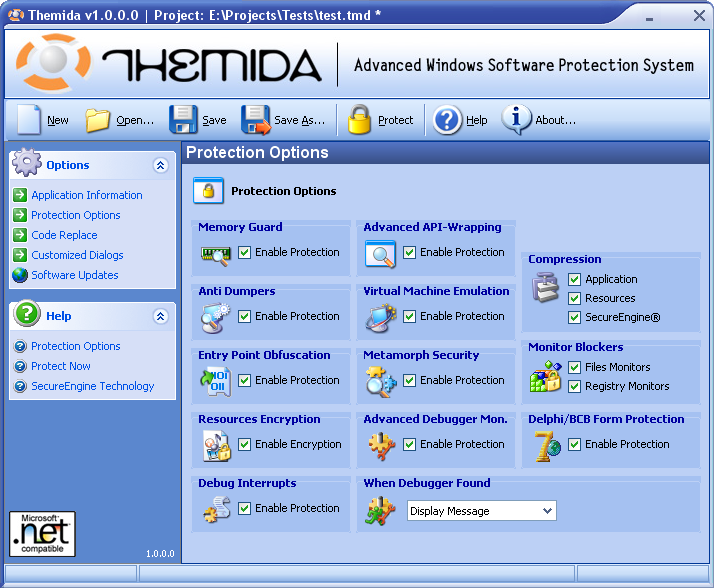 Themida v1.0.0.0 | Project: E:\Projects\Tests\test.tmd *
THEMIDA
Advanced Windows Software Protection System
New
Open...
Save
Save As...
Protect
Help
About...
Options
Application Information
Protection Options
Code Replace
Customized Dialogs
Software Updates
Help
Protection Options
Protect Now
SecureEngine Technology
Microsoft
.net
compatible
1.0.0.0
Protection Options
Protection Options
Memory Guard
Enable Protection
Advanced API-Wrapping
Enable Protection
Anti Dumpers
Enable Protection
Virtual Machine Emulation
Enable Protection
Entry Point Obfuscation
Enable Protection
Metamorph Security
Enable Protection
Resources Encryption
Enable Encryption
Advanced Debugger Mon.
Enable Protection
Debug Interrupts
Enable Protection
When Debugger Found
Display Message
Compression
Application
Resources
SecureEngine®
Monitor Blockers
Files Monitors
Registry Monitors
Delphi/BCB Form Protection
Enable Protection